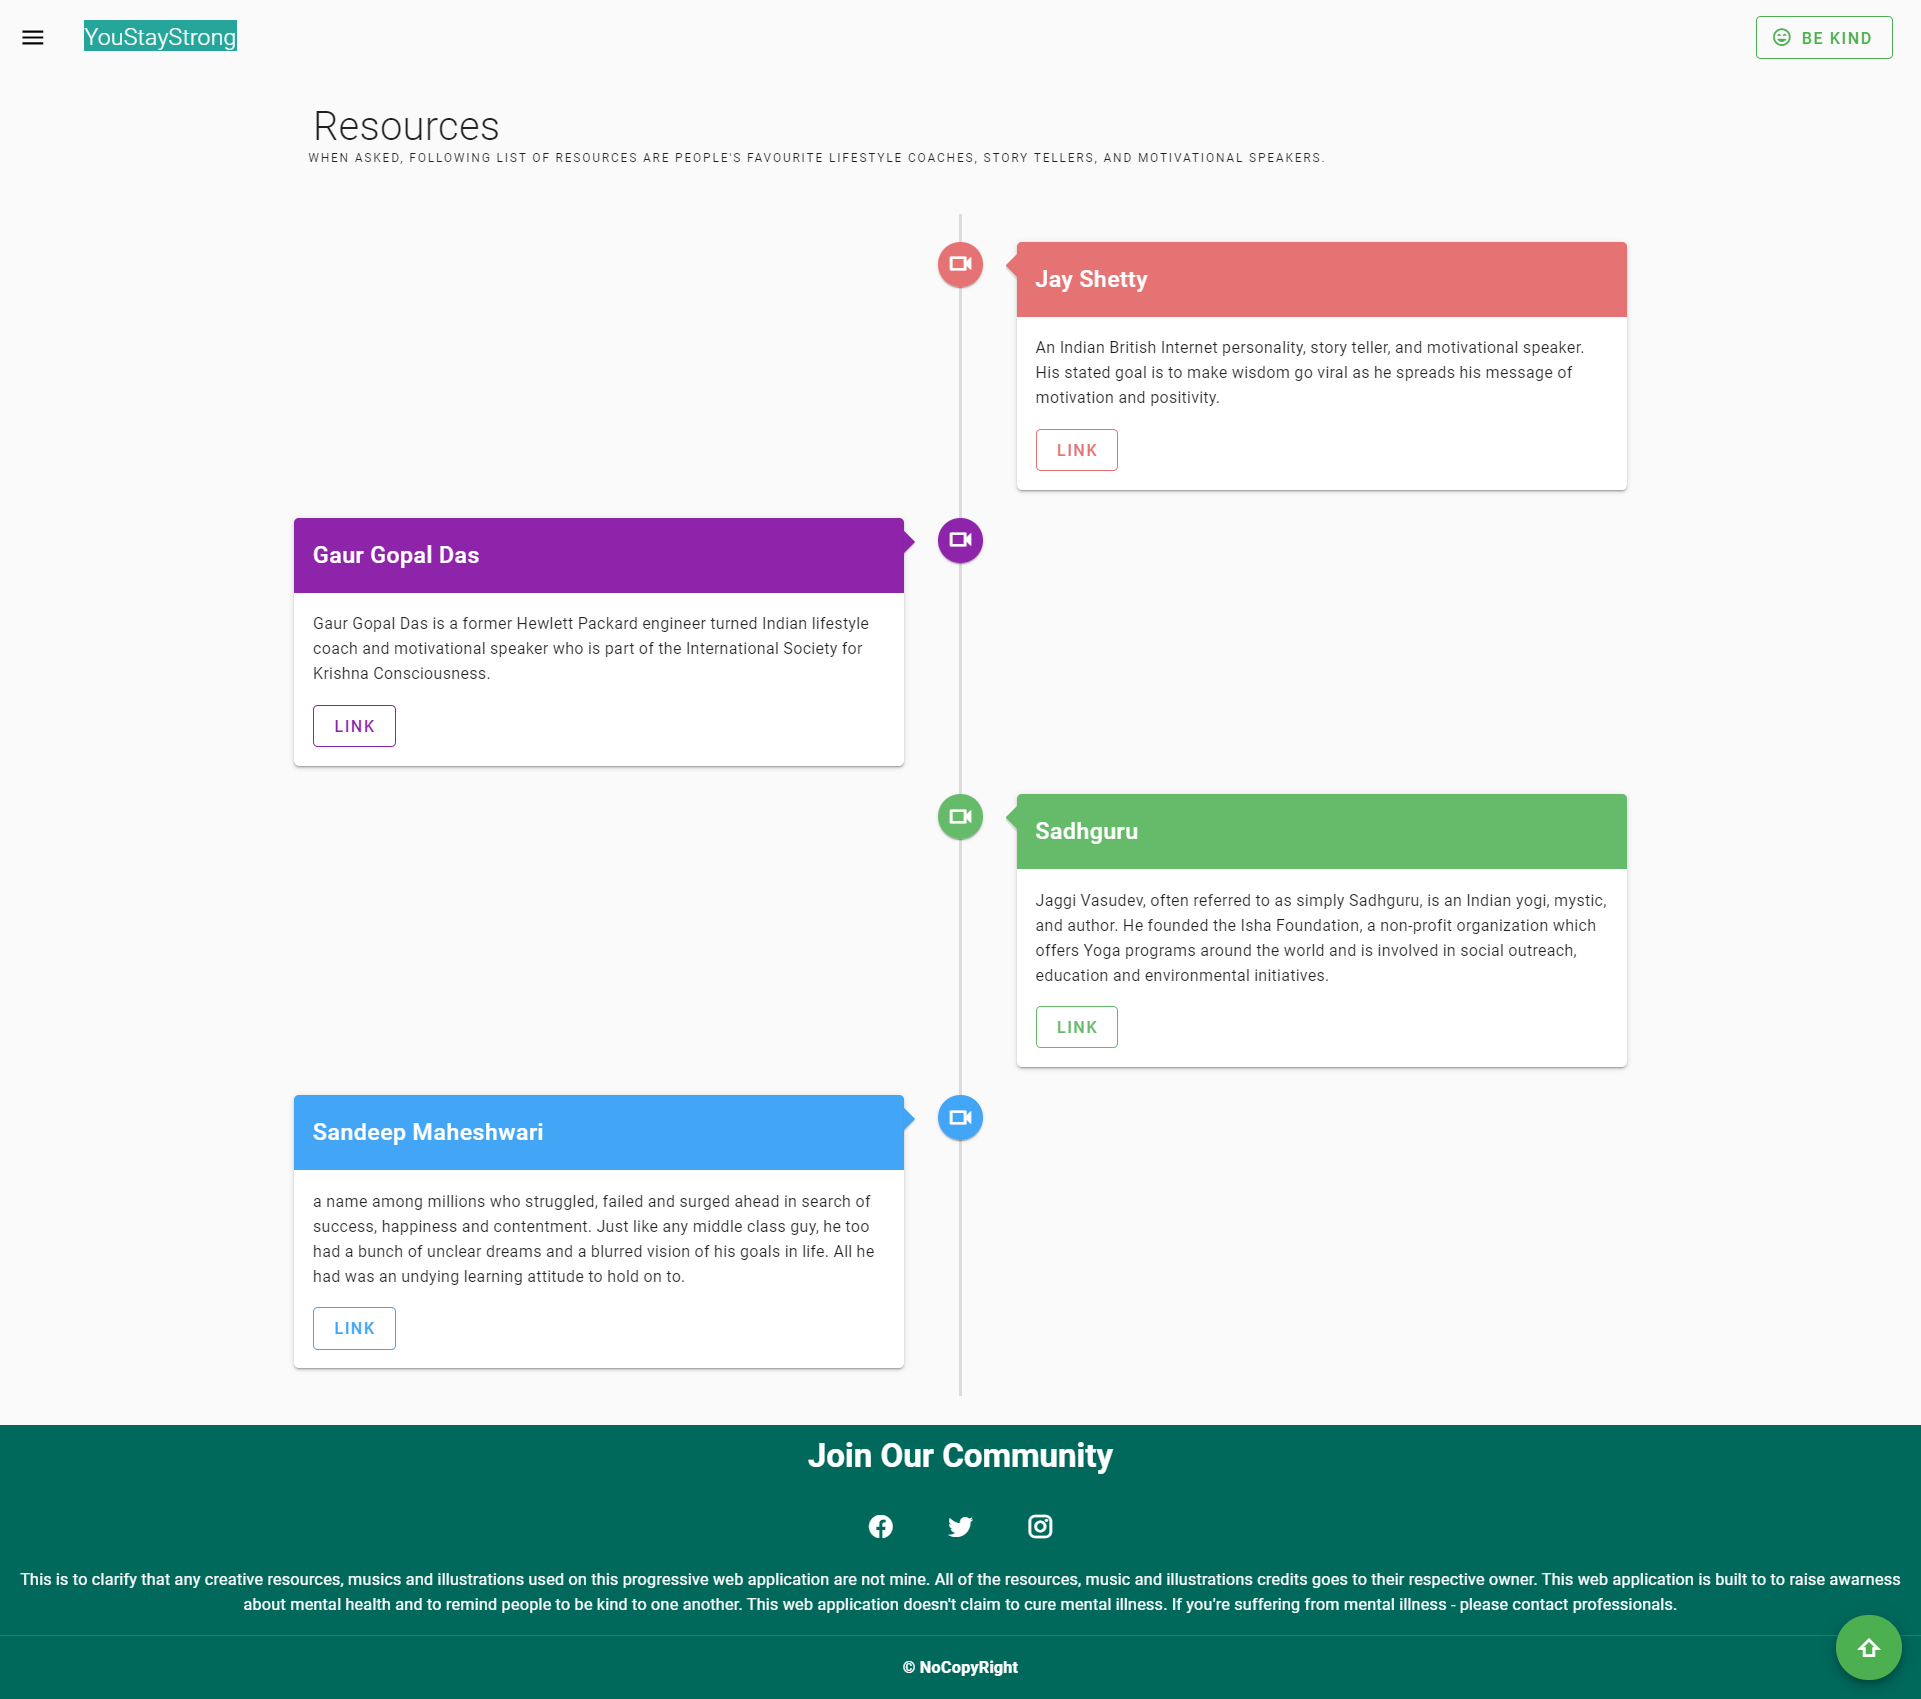 YouStayStrong
BE KIND
Resources
WHEN ASKED, FOLLOWING LIST OF RESOURCES ARE PEOPLE'S FAVOURITE LIFESTYLE COACHES, STORY TELLERS, AND MOTIVATIONAL SPEAKERS.
Jay Shetty
An Indian British Internet personality, story teller, and motivational speaker.
His stated goal is to make wisdom go viral as he spreads his message of
motivation and positivity.
LINK
Gaur Gopal Das
Gaur Gopal Das is a former Hewlett Packard engineer turned Indian lifestyle
coach and motivational speaker who is part of the International Society for
Krishna Consciousness.
LINK
Sadhguru
Jaggi Vasudev, often referred to as simply Sadhguru, is an Indian yogi, mystic,
and author. He founded the Isha Foundation, a non-profit organization which
offers Yoga programs around the world and is involved in social outreach,
education and environmental initiatives.
LINK
Sandeep Maheshwari
a name among millions who struggled, failed and surged ahead in search of
success, happiness and contentment. Just like any middle class guy, he too
had a bunch of unclear dreams and a blurred vision of his goals in life. All he
had was an undying learning attitude to hold on to.
LINK
Join Our Community
This is to clarify that any creative resources, musics and illustrations used on this progressive web application are not mine. All of the resources, music and illustrations credits goes to their respective owner. This web application is built to to raise awarness
about mental health and to remind people to be kind to one another. This web application doesn't claim to cure mental illness. If you're suffering from mental illness - please contact professionals.
© NoCopyRight